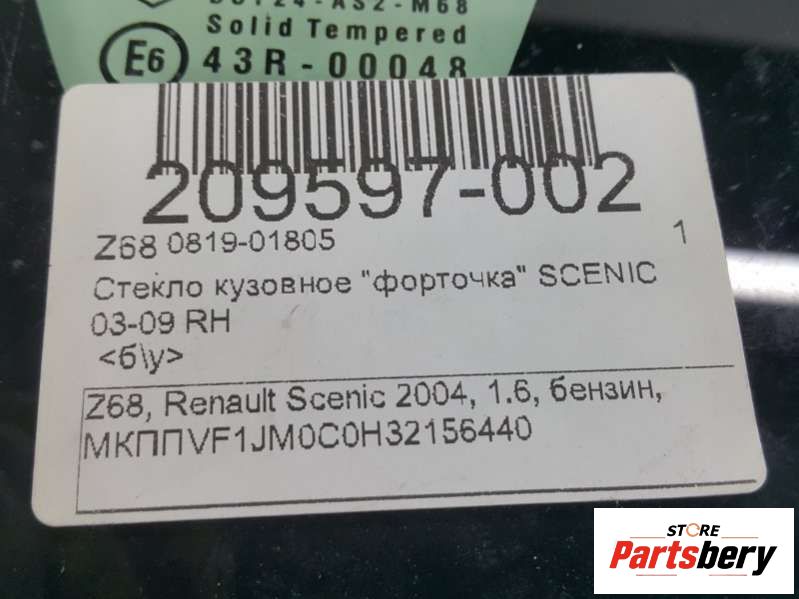 Solid Tempered
E6 43R-00048
209597-002
Z68 0819-01805
1
Стекло кузовное "форточка" SCENIC
03-09 RH
<б\у>
Z68, Renault Scenic 2004, 1.6, бензин,
МКППVF1JM0C0H32156440
STORE
Partsbery